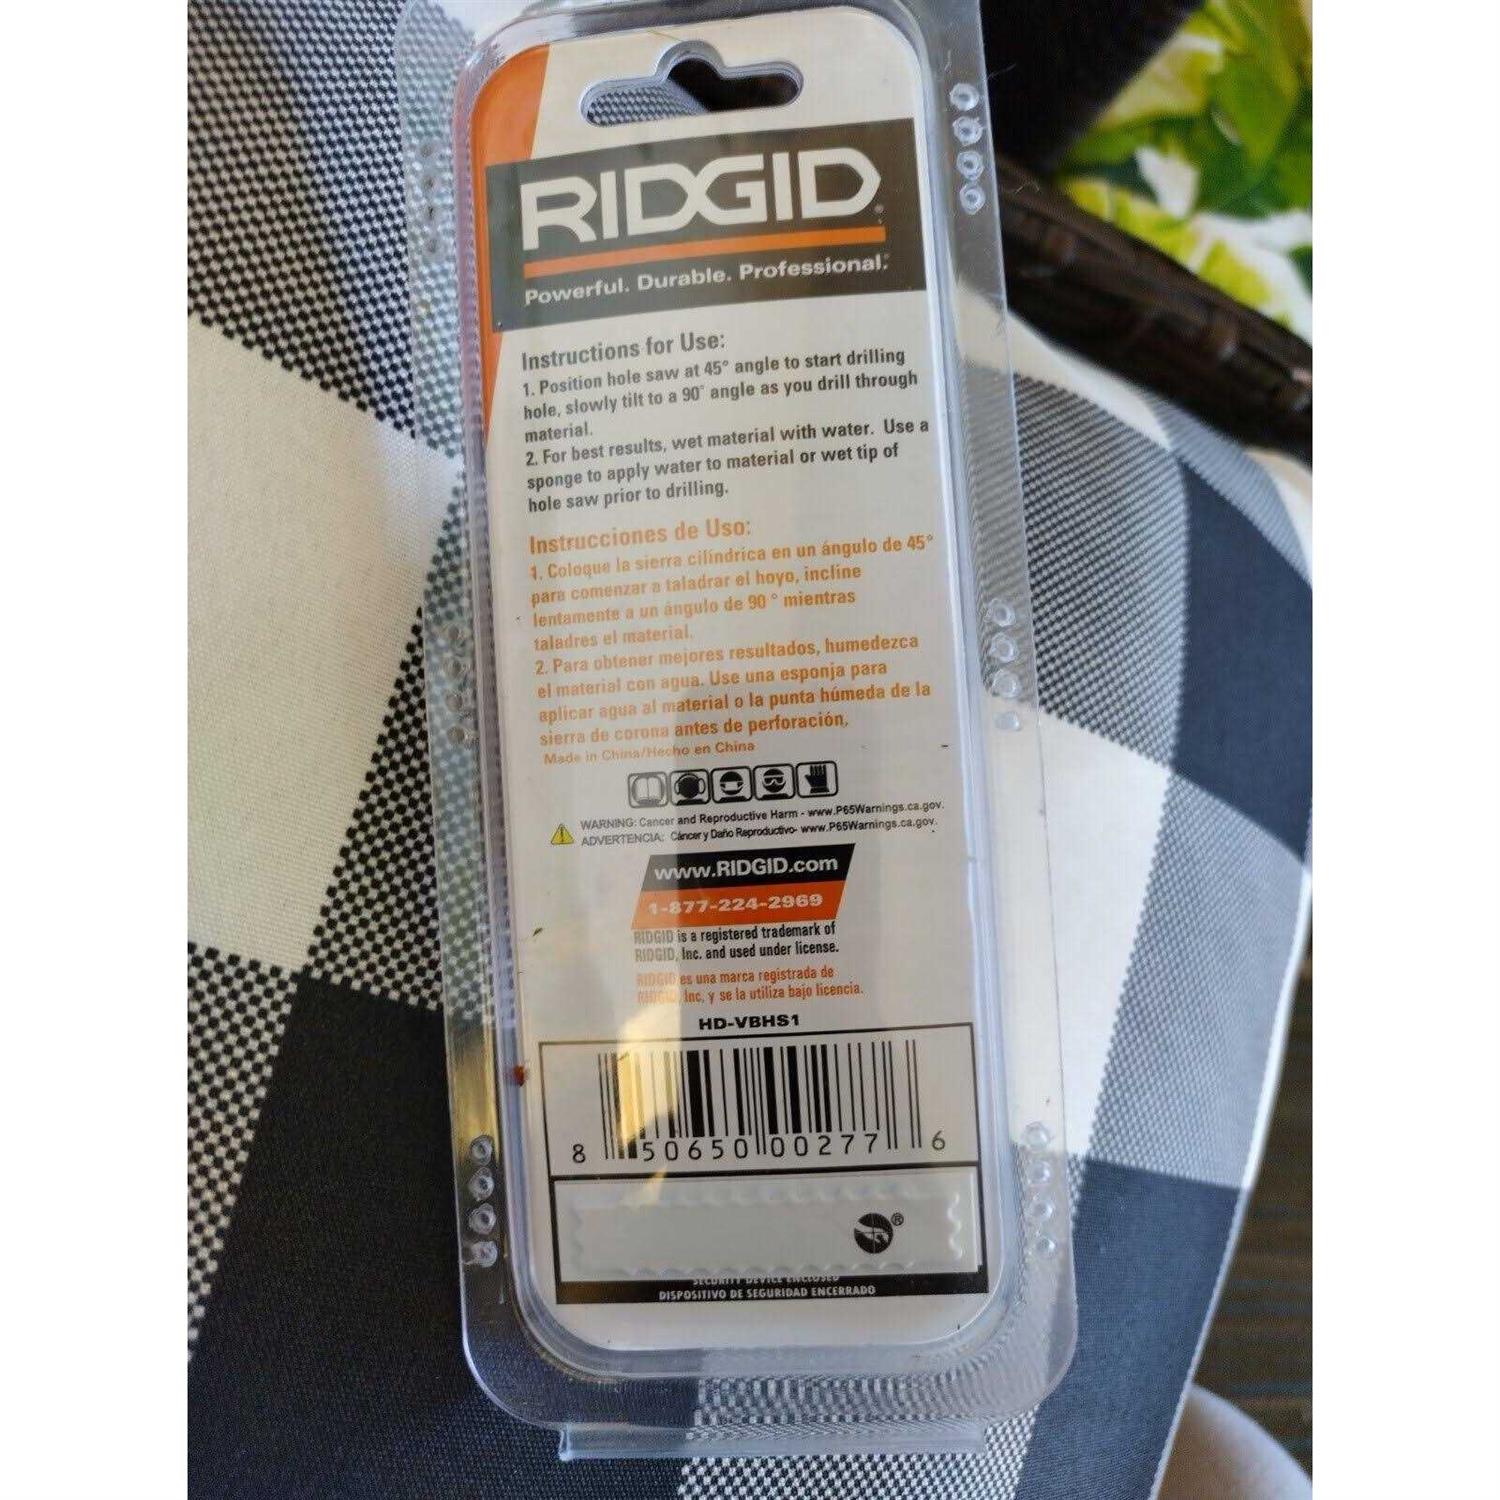 RIDGID®
Powerful. Durable. Professional.
Instructions for Use:
1. Position hole saw at 45° angle to start drilling
hole, slowly tilt to a 90° angle as you drill through
material.
2. For best results, wet material with water. Use a
sponge to apply water to material or wet tip of
hole saw prior to drilling.
Instrucciones de Uso:
1. Coloque la sierra cilíndrica en un ángulo de 45°
para comenzar a taladrar el hoyo, incline
lentamente a un ángulo de 90 ° mientras
taladres el material.
2. Para obtener mejores resultados, humedezca
el material con agua. Use una esponja para
aplicar agua al material o la punta húmeda de la
sierra de corona antes de perforación.
Made in China/Hecho en China
WARNING: Cancer and Reproductive Harm - www.P65Warnings.ca.gov.
ADVERTENCIA: Cáncer y Daño Reproductivo- www.P65Warnings.ca.gov.
www.RIDGID.com
1-877-224-2969
RIDGID is a registered trademark of
RIDGID, Inc. and used under license.
RIDGID es una marca registrada de
RIDGID, Inc. y se la utiliza bajo licencia.
HD-VBHS1
8 50650 00277 6
®
SECURITY DEVICE ENCLOSED
DISPOSITIVO DE SEGURIDAD ENCERRADO